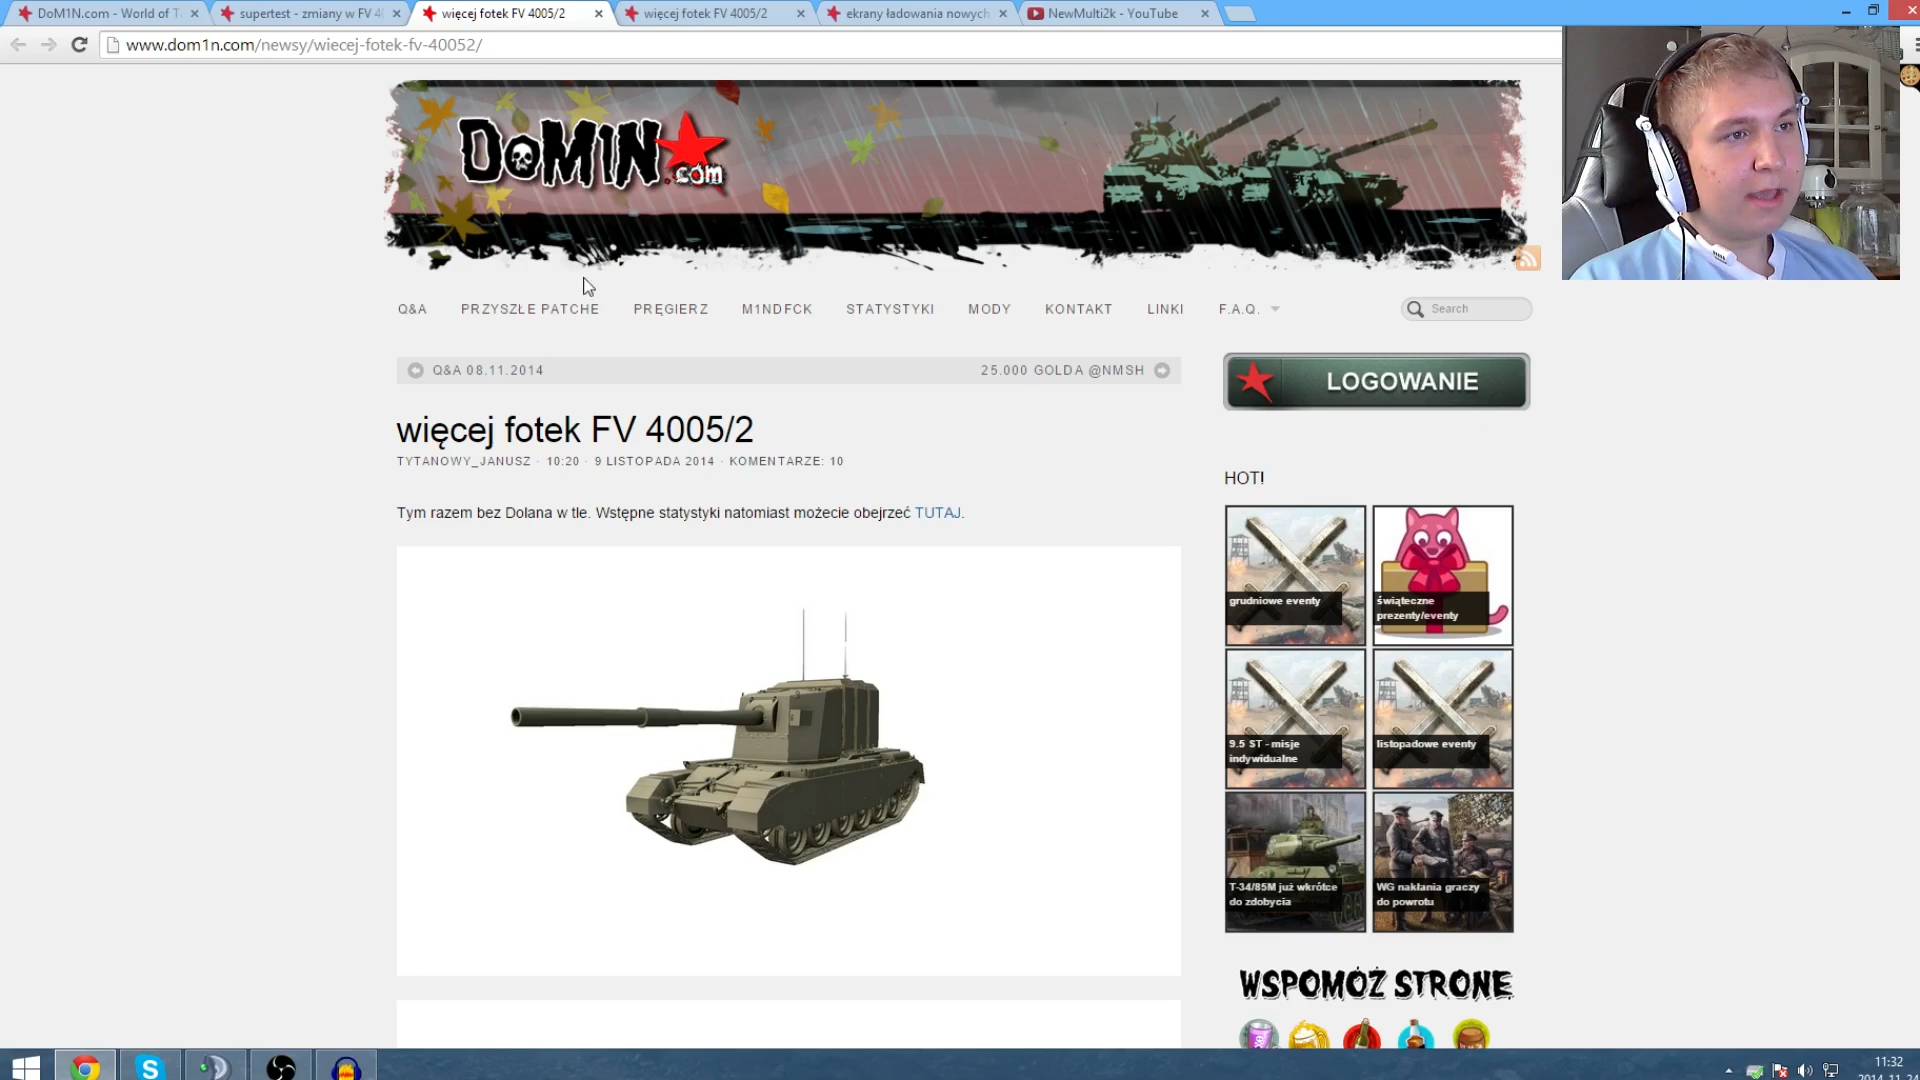 DoM1N.com - World of T
supertest - zmiany w FV 4
więcej fotek FV 4005/2
więcej fotek FV 4005/2
ekrany ładowania nowych
NewMulti2k - YouTube
www.dom1n.com/newsy/wiecej-fotek-fv-40052/
DoM1N.com
Q&A
PRZYSZŁE PATCHE
PRĘGIERZ
M1NDFCK
STATYSTYKI
MODY
KONTAKT
LINKI
F.A.Q.
Search
Q&A 08.11.2014
25.000 GOLDA @NMSH
LOGOWANIE
więcej fotek FV 4005/2
TYTANOWY_JANUSZ · 10:20 · 9 LISTOPADA 2014 · KOMENTARZE: 10
Tym razem bez Dolana w tle. Wstępne statystyki natomiast możecie obejrzeć TUTAJ.
HOT!
grudniowe eventy
świąteczne
prezenty/eventy
9.5 ST - misje
indywidualne
listopadowe eventy
T-34/85M już wkrótce
do zdobycia
WG nakłania graczy
do powrotu
WSPOMÓŻ STRONĘ
11:32
2014-11-24